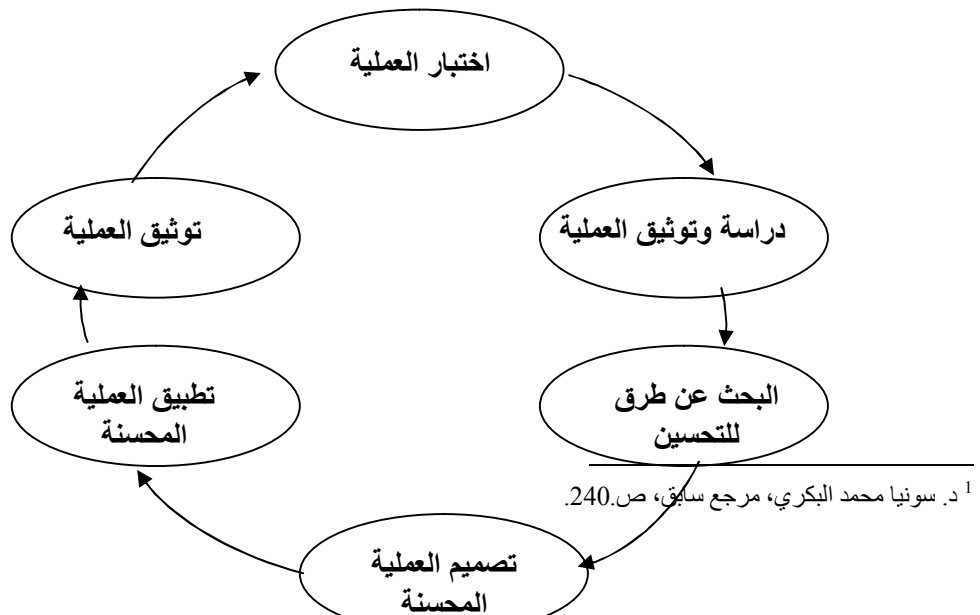 اختبار العملية
دراسة وتوثيق العملية
البحث عن طرق
للتحسين
تصميم العملية
المحسنة
تطبيق العملية
المحسنة
توثيق العملية
1 د. سونيا محمد البكري، مرجع سابق، ص.240.